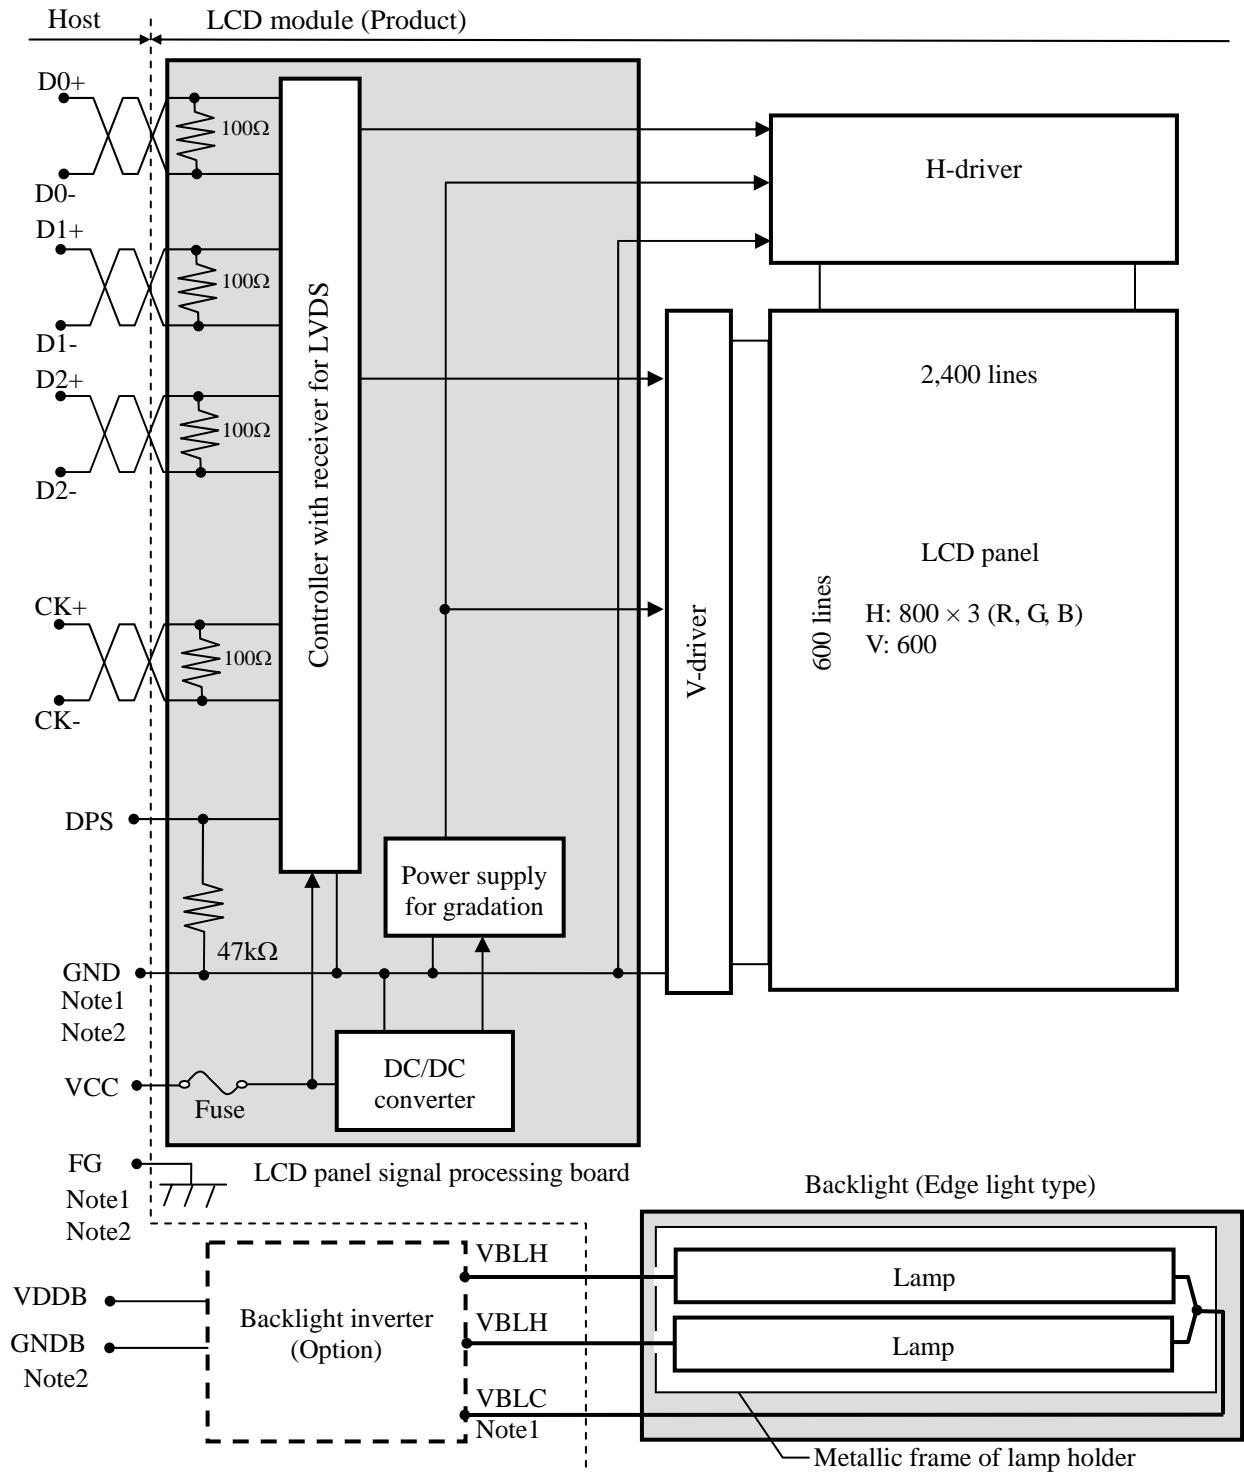 Host
LCD module (Product)
D0+
100Ω
D0-
H-driver
D1+
100Ω
D1-
D2+
100Ω
D2-
Controller with receiver for LVDS
2,400 lines
LCD panel
600 lines
H: 800 × 3 (R, G, B)
V: 600
V-driver
CK+
100Ω
CK-
DPS
47kΩ
Power supply
for gradation
GND
Note1
Note2
DC/DC
converter
VCC
Fuse
FG
Note1
Note2
LCD panel signal processing board
Backlight (Edge light type)
VDDB
GNDB
Note2
Backlight inverter
(Option)
VBLH
Lamp
VBLH
Lamp
VBLC
Note1
Metallic frame of lamp holder